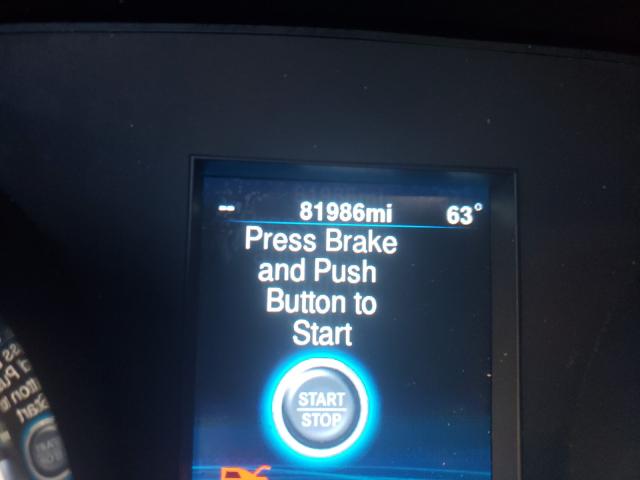 -- 81986mi 63°
Press Brake
and Push
Button to
Start
START
STOP